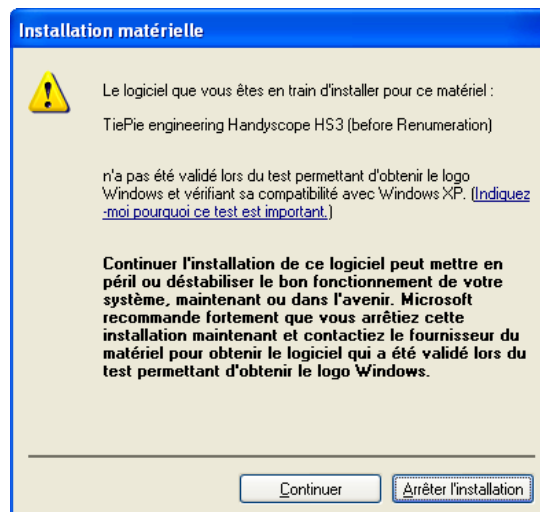 Installation matérielle
Le logiciel que vous êtes en train d'installer pour ce matériel :
TiePie engineering Handyscope HS3 (before Renumeration)
n'a pas été validé lors du test permettant d'obtenir le logo
Windows et vérifiant sa compatibilité avec Windows XP. (Indiquez
-moi pourquoi ce test est important.)
Continuer l'installation de ce logiciel peut mettre en
péril ou déstabiliser le bon fonctionnement de votre
système, maintenant ou dans l'avenir. Microsoft
recommande fortement que vous arrêtiez cette
installation maintenant et contactiez le fournisseur du
matériel pour obtenir le logiciel qui a été validé lors du
test permettant d'obtenir le logo Windows.
Continuer
Arrêter l'installation